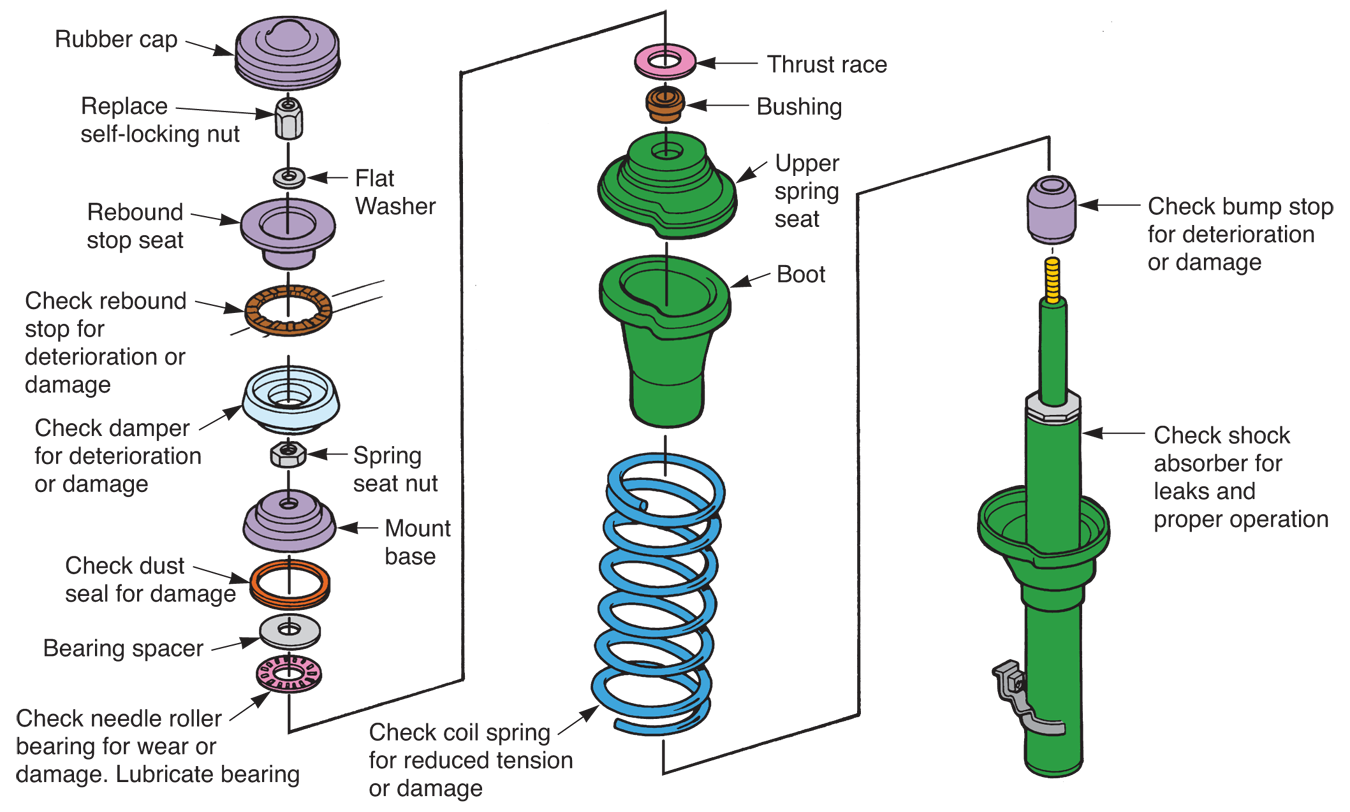 Rubber cap
Replace
self-locking nut
Flat
Washer
Rebound
stop seat
Check rebound
stop for
deterioration or
damage
Check damper
for deterioration
or damage
Spring
seat nut
Mount
base
Check dust
seal for damage
Bearing spacer
Check needle roller
bearing for wear or
damage. Lubricate bearing
Thrust race
Bushing
Upper
spring
seat
Boot
Check coil spring
for reduced tension
or damage
Check bump stop
for deterioration
or damage
Check shock
absorber for
leaks and
proper operation